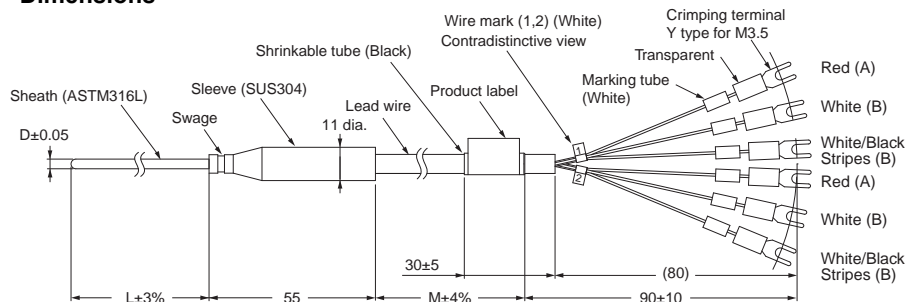 Dimensions
Wire mark (1,2) (White)
Contradistinctive view
Crimping terminal
Y type for M3.5
Shrinkable tube (Black)
Transparent
Red (A)
Sheath (ASTM316L)
Sleeve (SUS304)
Lead wire
Product label
Marking tube
(White)
White (B)
Swage
11 dia.
D±0.05
1
White/Black
Stripes (B)
2
Red (A)
White (B)
White/Black
Stripes (B)
30±5
(80)
L±3%
55
M±4%
90±10